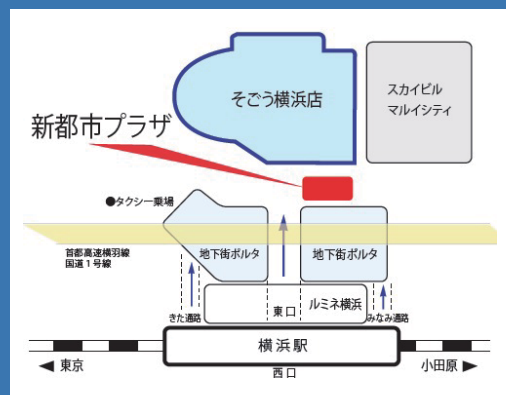 そごう横浜店
スカイビル
マルイシティ
新都市プラザ
●タクシー乗場
首都高速横羽線
国道1号線
地下街ポルタ
地下街ポルタ
ルミネ横浜
東口
きた通路
みなみ通路
横浜駅
◀ 東京
西口
小田原 ▶